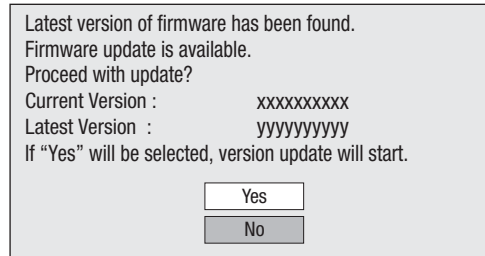 Latest version of firmware has been found.
Firmware update is available.
Proceed with update?
Current Version : xxxxxxxxxx
Latest Version : yyyyyyyyyy
If “Yes” will be selected, version update will start.
Yes
No